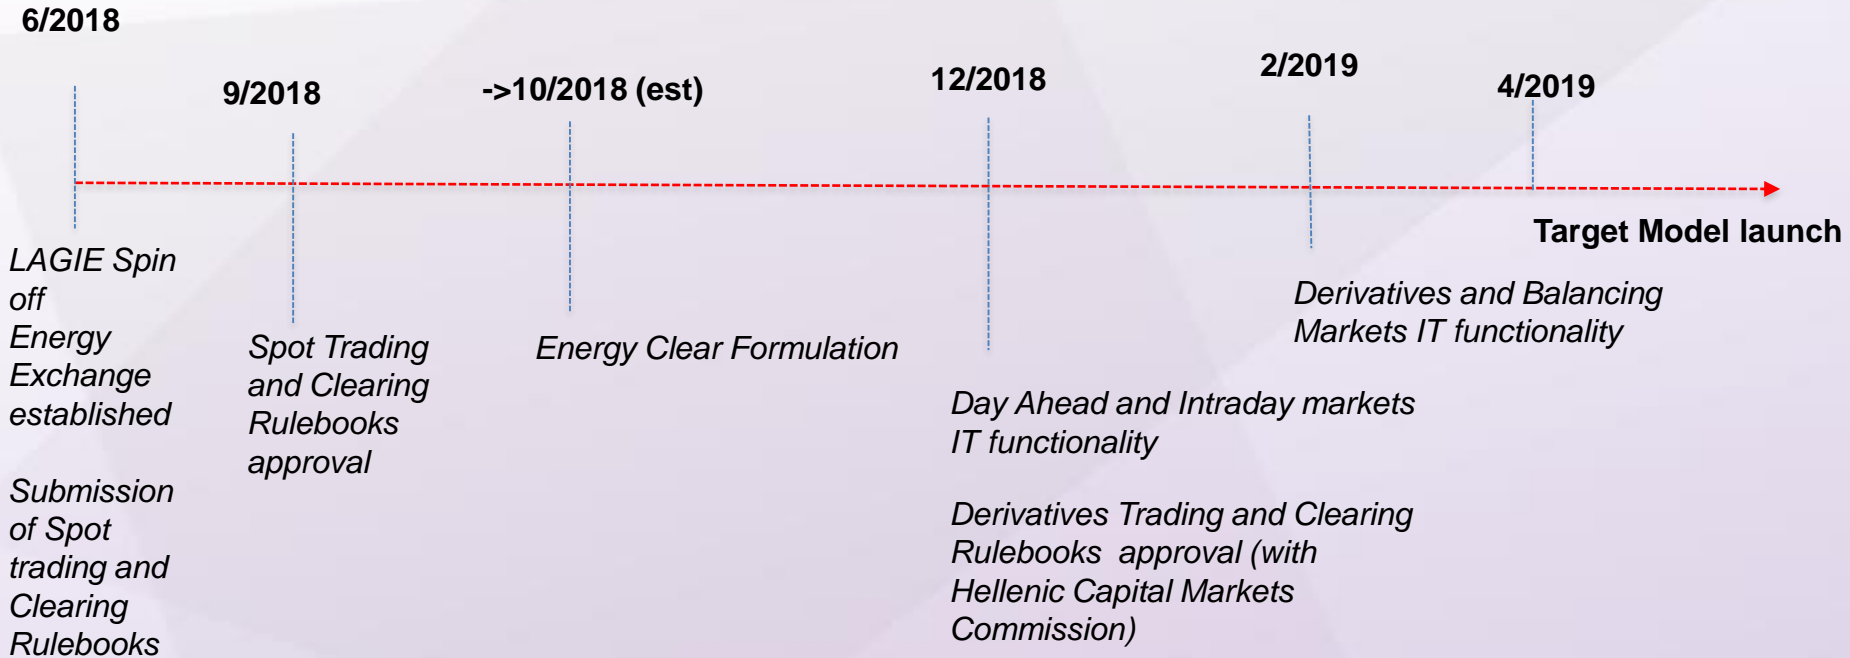 6/2018
9/2018
->10/2018 (est)
12/2018
2/2019
4/2019
Target Model launch
LAGIE Spin
off
Energy
Exchange
established
Submission
of Spot
trading and
Clearing
Rulebooks
Spot Trading
and Clearing
Rulebooks
approval
Energy Clear Formulation
Day Ahead and Intraday markets
IT functionality
Derivatives Trading and Clearing
Rulebooks  approval (with
Hellenic Capital Markets
Commission)
Derivatives and Balancing
Markets IT functionality